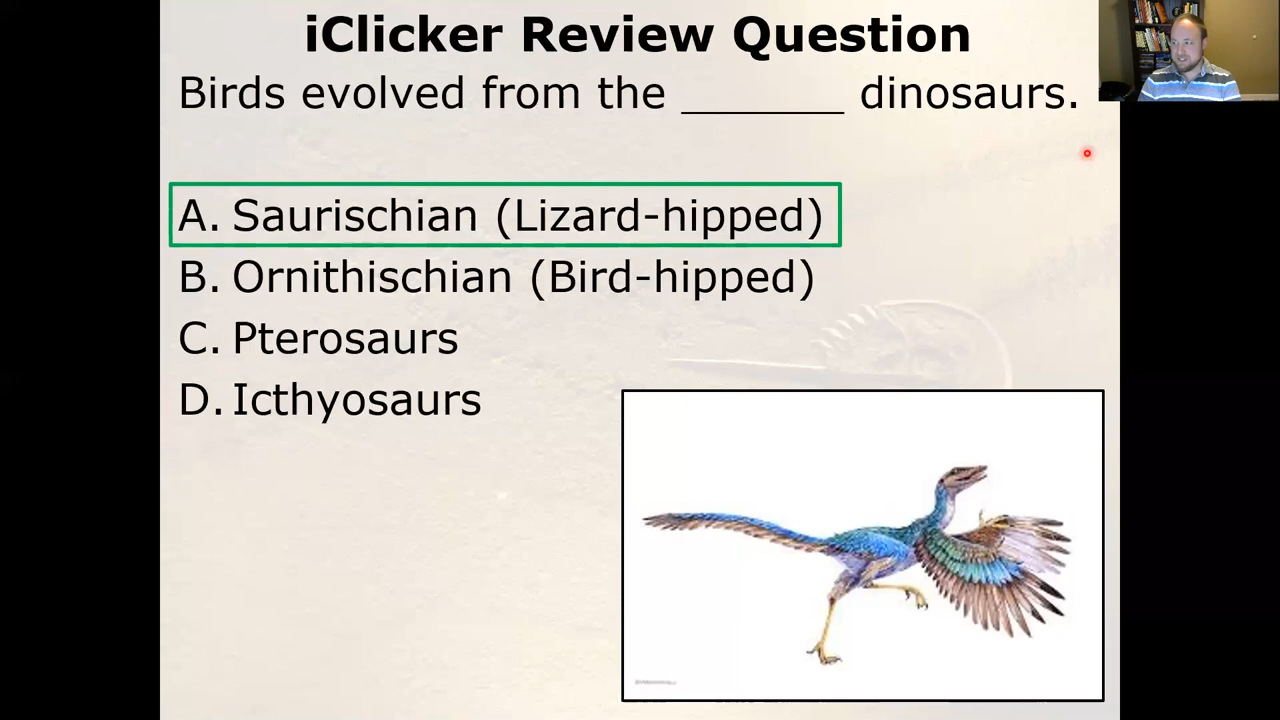 iClicker Review Question
Birds evolved from the _______ dinosaurs.
A. Saurischian (Lizard-hipped)
B. Ornithischian (Bird-hipped)
C. Pterosaurs
D. Icthyosaurs